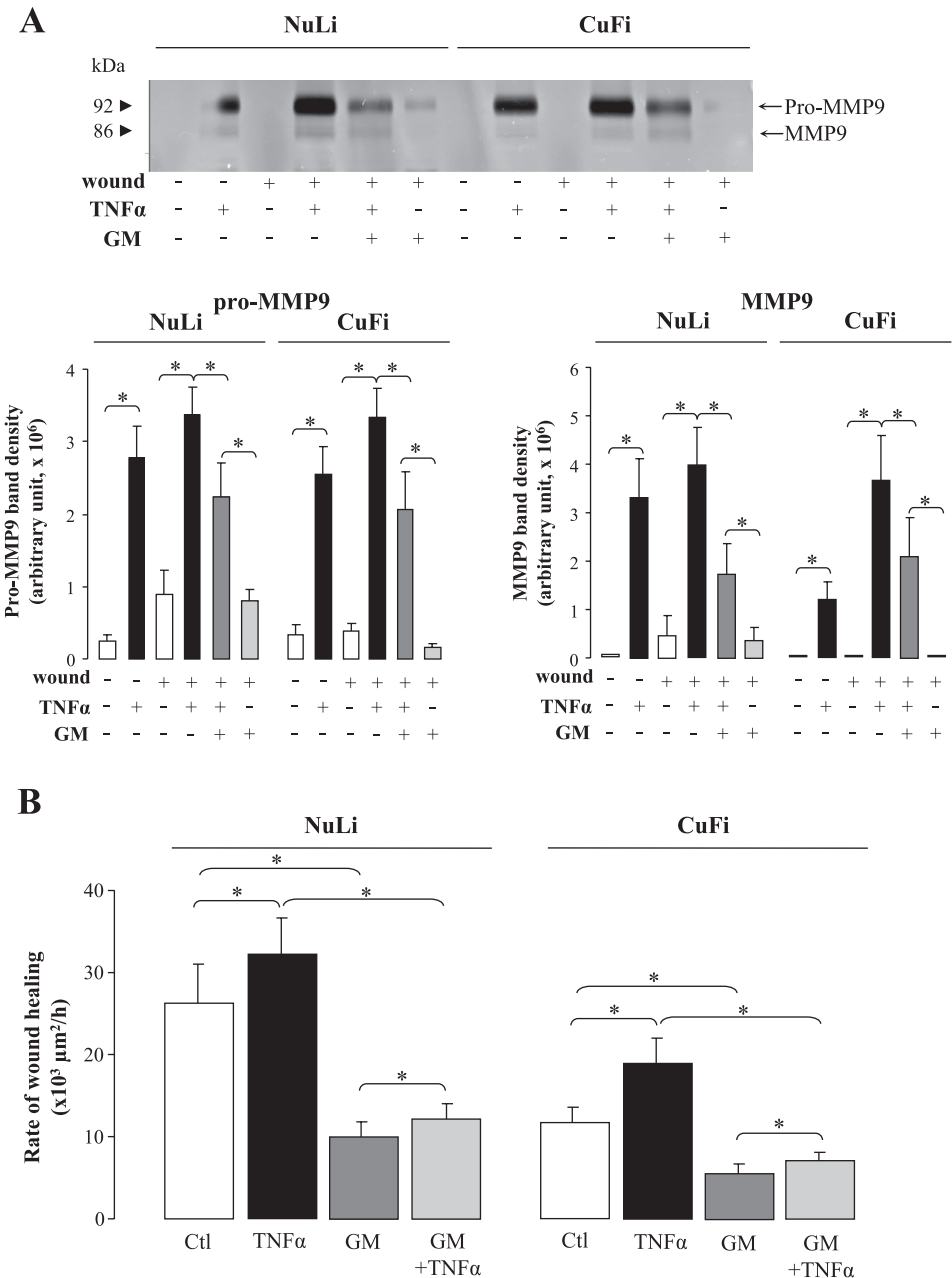 A
NuLi CuFi
kDa
92 ►
86 ►
←Pro-MMP9
←MMP9
wound - - + + + + - - + + + +
TNFα - + - + + - - + - + + -
GM - - - - + + - - - - + +
pro-MMP9
NuLi CuFi
Pro-MMP9 band density
(arbitrary unit, x 10⁶)
4
3
2
1
0
* * * * * * * *
wound - - + + + + - - + + + +
TNFα - + - + + - - + - + + -
GM - - - - + + - - - - + +
MMP9
NuLi CuFi
MMP9 band density
(arbitrary unit, x 10⁶)
6
5
4
3
2
1
0
* * * * * * * *
wound - - + + + + - - + + + +
TNFα - + - + + - - + - + + -
GM - - - - + + - - - - + +
B
NuLi CuFi
Rate of wound healing
(x10³ µm²/h)
40
30
20
10
0
* * * * * * * *
Ctl TNFα GM GM +TNFα Ctl TNFα GM GM +TNFα